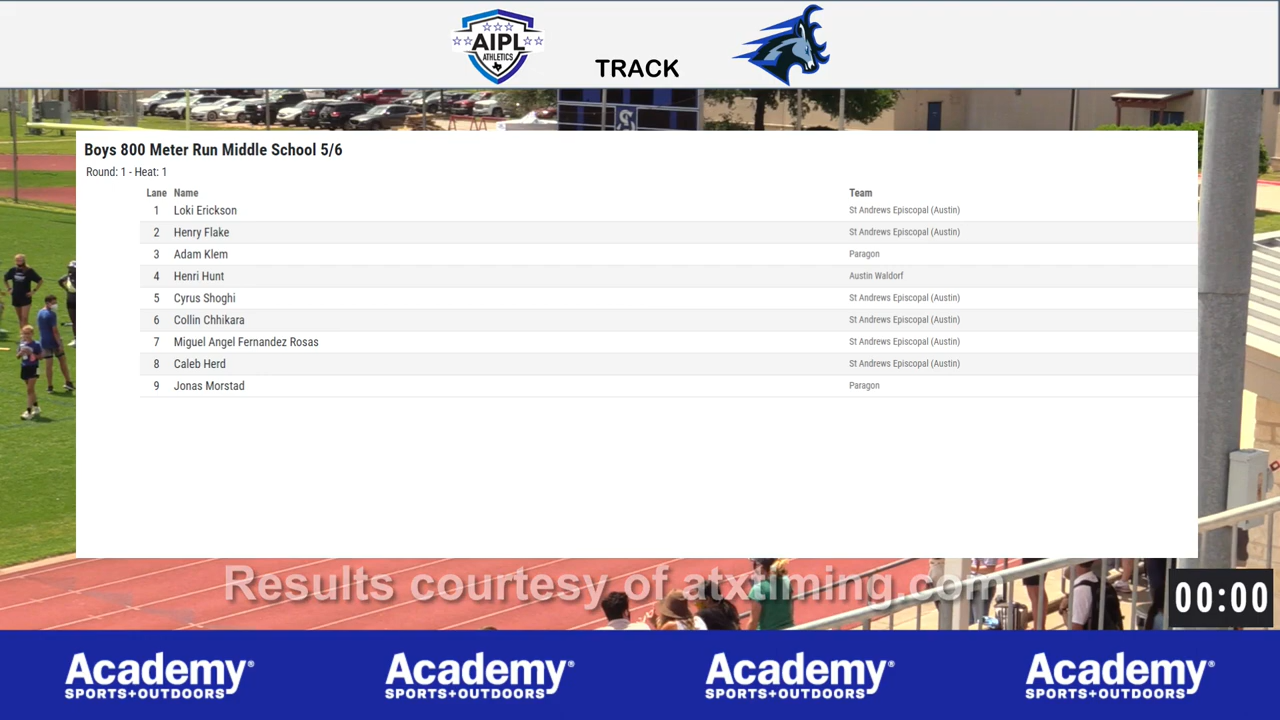 AIPL
ATHLETICS
TRACK
Boys 800 Meter Run Middle School 5/6
Round: 1 - Heat: 1
Lane Name Team
1 Loki Erickson St Andrews Episcopal (Austin)
2 Henry Flake St Andrews Episcopal (Austin)
3 Adam Klem Paragon
4 Henri Hunt Austin Waldorf
5 Cyrus Shoghi St Andrews Episcopal (Austin)
6 Collin Chhikara St Andrews Episcopal (Austin)
7 Miguel Angel Fernandez Rosas St Andrews Episcopal (Austin)
8 Caleb Herd St Andrews Episcopal (Austin)
9 Jonas Morstad Paragon
Results courtesy of atxtiming.com
00:00
Academy® Academy® Academy® Academy®
SPORTS+OUTDOORS SPORTS+OUTDOORS SPORTS+OUTDOORS SPORTS+OUTDOORS